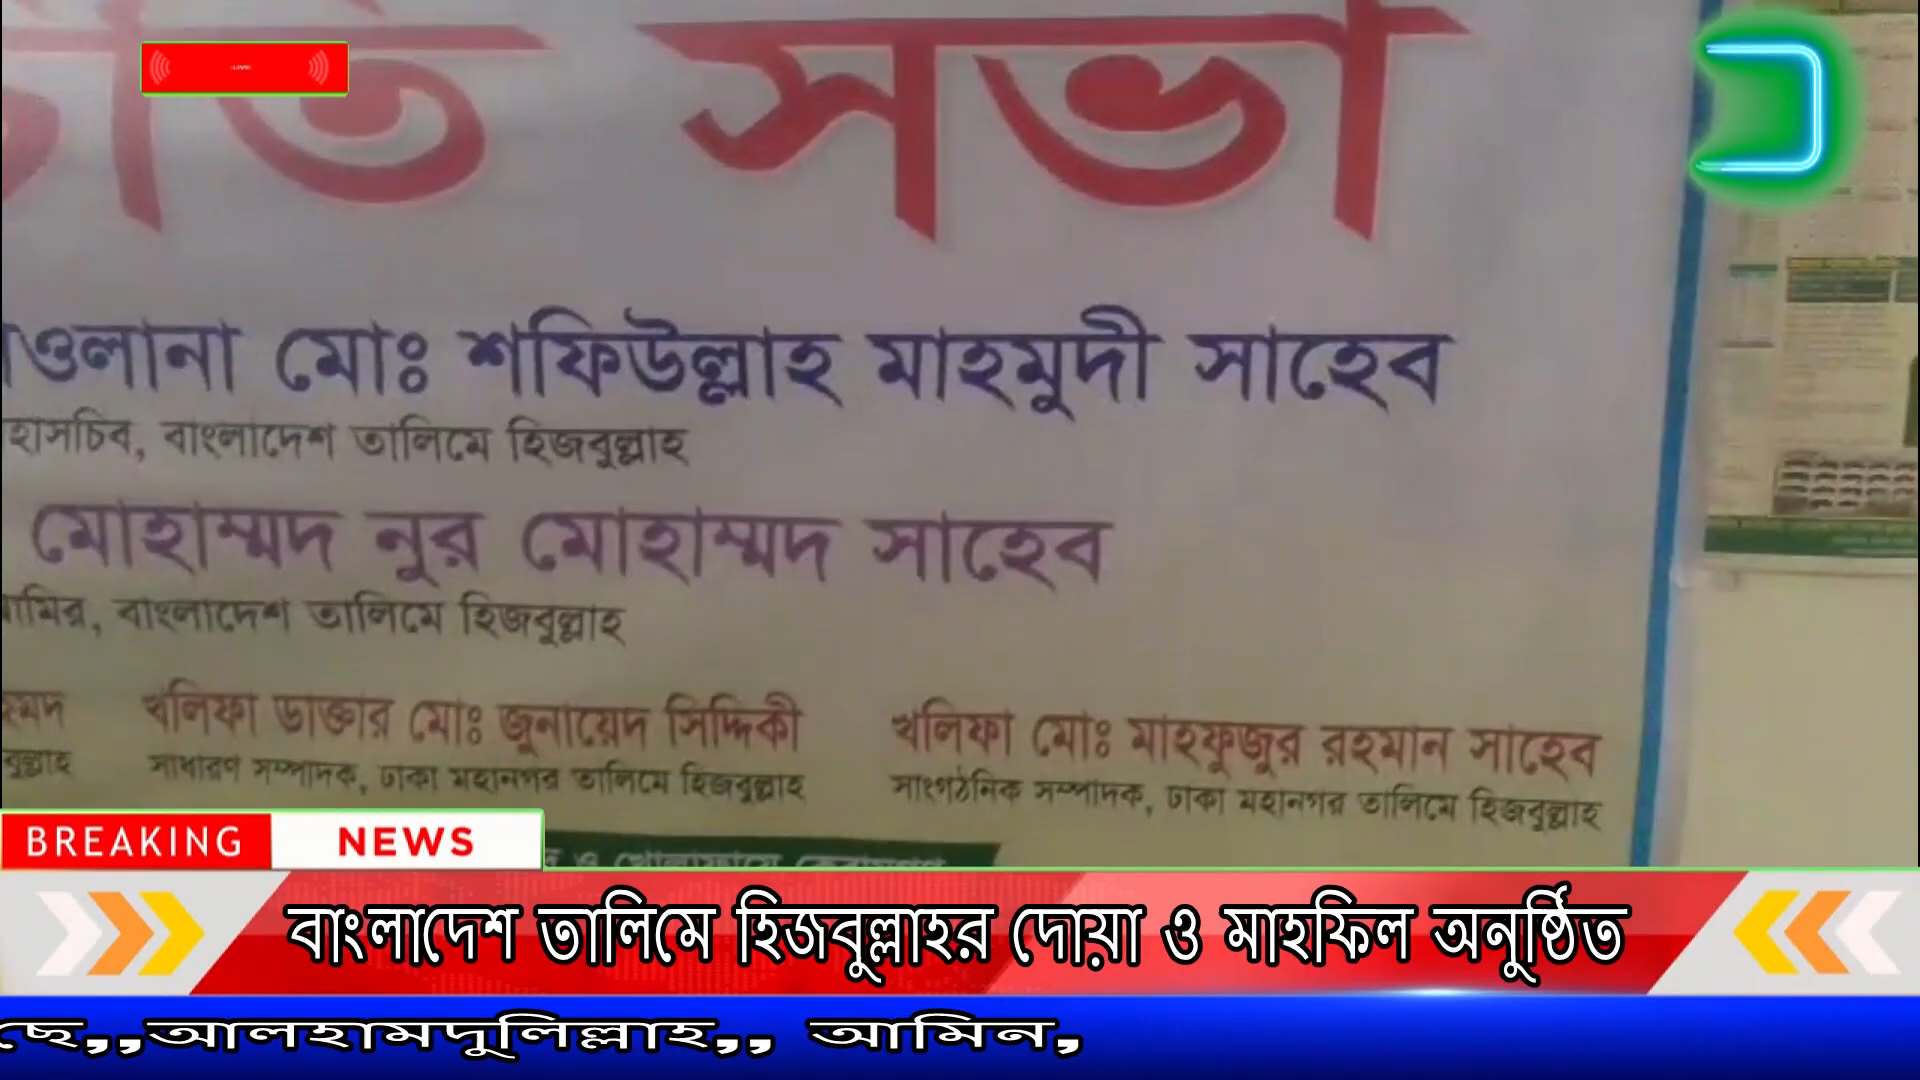 LIVE
সভা
ওলানা মোঃ শফিউল্লাহ মাহমুদী সাহেব
হাসচিব, বাংলাদেশ তালিমে হিজবুল্লাহ
মোহাম্মদ নুর মোহাম্মদ সাহেব
বাংলাদেশ তালিমে হিজবুল্লাহ
খলিফা ডাক্তার মোঃ জুনায়েদ সিদ্দিকী
সাধারণ সম্পাদক, ঢাকা মহানগর তালিমে হিজবুল্লাহ
খলিফা মোঃ মাহফুজুর রহমান সাহেব
সাংগঠনিক সম্পাদক, ঢাকা মহানগর তালিমে হিজবুল্লাহ
BREAKING NEWS
বাংলাদেশ তালিমে হিজবুল্লাহর দোয়া ও মাহফিল অনুষ্ঠিত
ছে,,আলহামদুলিল্লাহ,, আমিন,